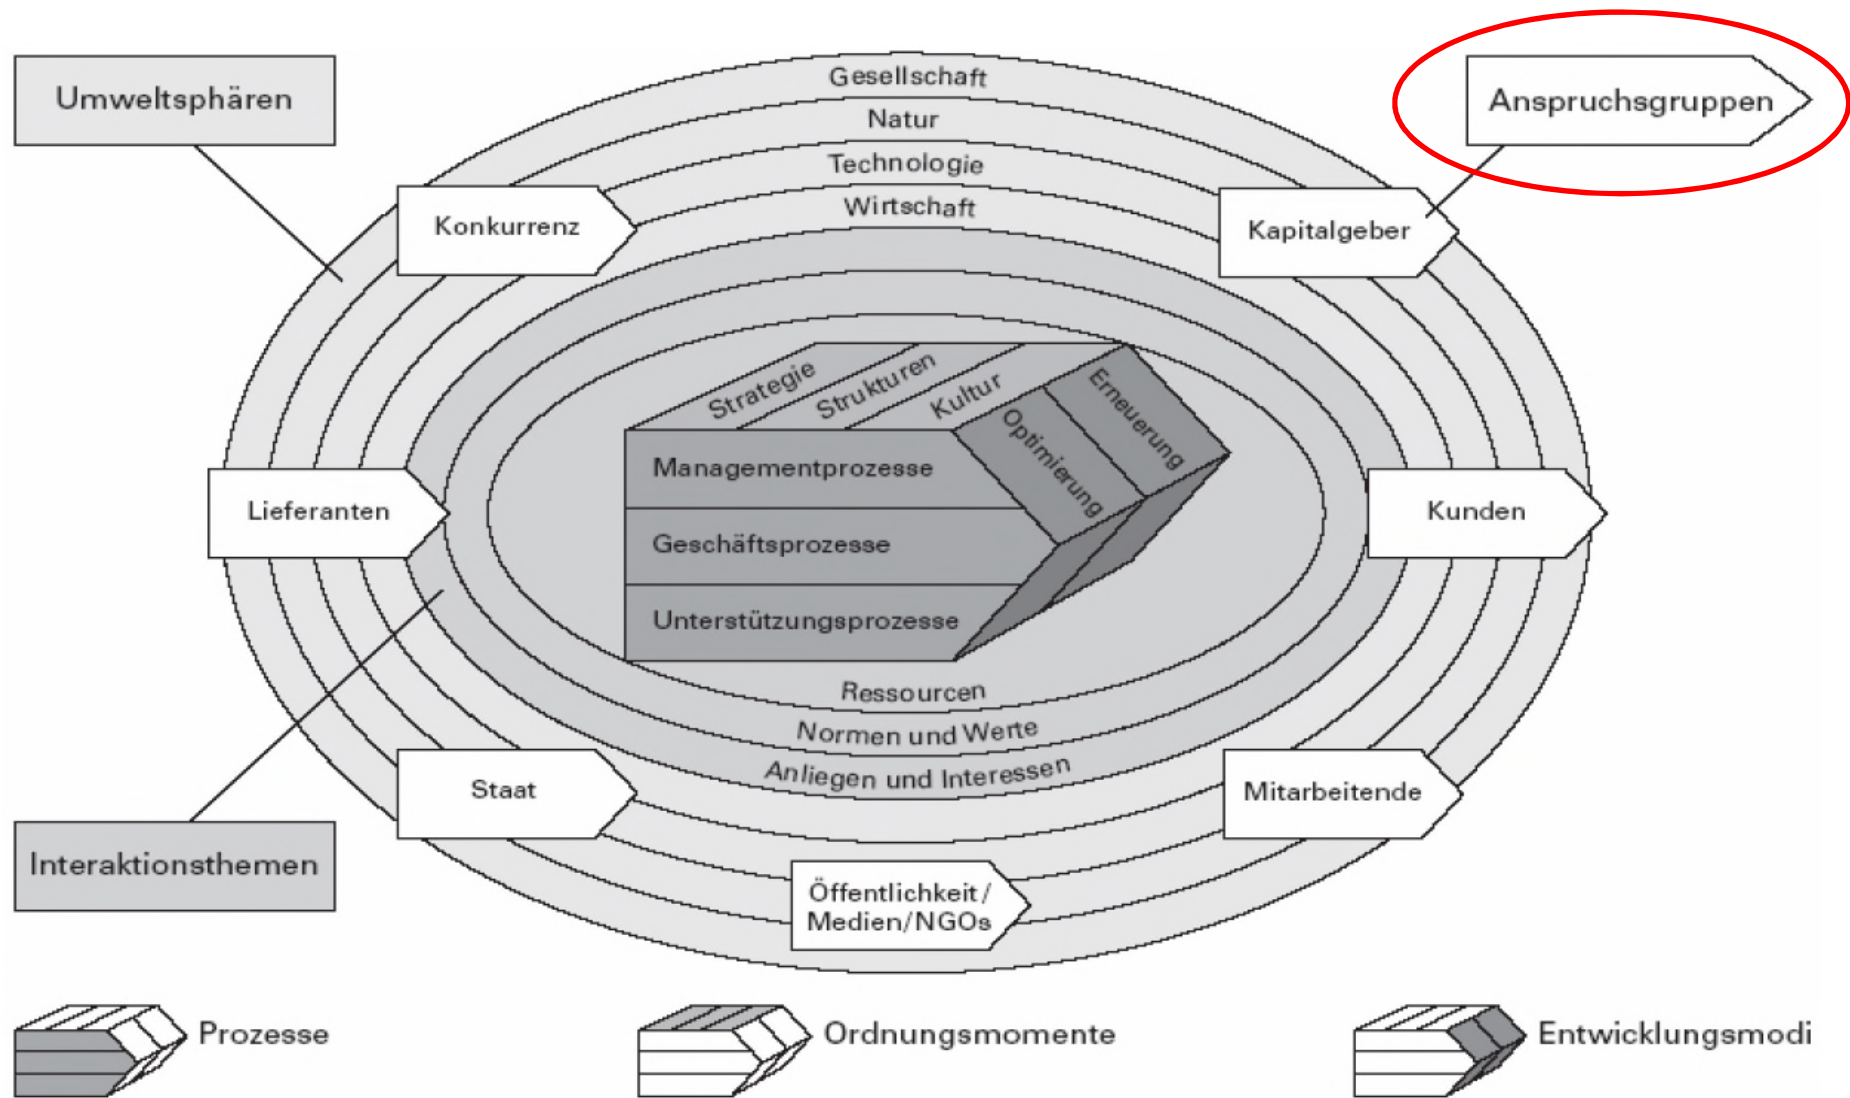 Umweltsphären
Anspruchsgruppen
Gesellschaft
Natur
Technologie
Wirtschaft
Konkurrenz
Kapitalgeber
Strategie
Strukturen
Kultur
Erneuerung
Optimierung
Managementprozesse
Geschäftsprozesse
Unterstützungsprozesse
Lieferanten
Kunden
Ressourcen
Normen und Werte
Anliegen und Interessen
Staat
Mitarbeitende
Interaktionsthemen
Öffentlichkeit/
Medien/NGOs
Prozesse
Ordnungsmomente
Entwicklungsmodi